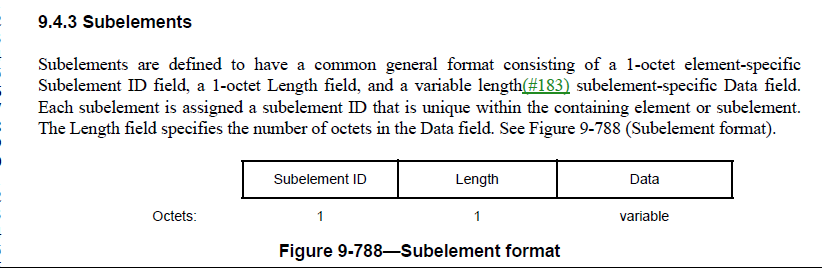 9.4.3 Subelements
Subelements are defined to have a common general format consisting of a 1-octet element-specific
Subelement ID field, a 1-octet Length field, and a variable length(#183) subelement-specific Data field.
Each subelement is assigned a subelement ID that is unique within the containing element or subelement.
The Length field specifies the number of octets in the Data field. See Figure 9-788 (Subelement format).
Subelement ID Length Data
Octets: 1 1 variable
Figure 9-788—Subelement format